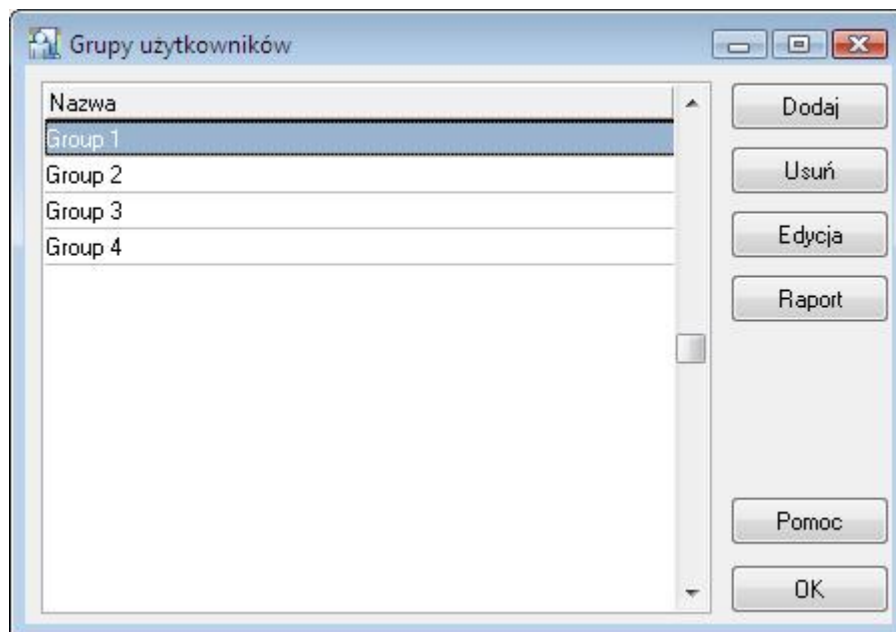 Grupy użytkowników
Nazwa
Group 1
Group 2
Group 3
Group 4
Dodaj
Usuń
Edycja
Raport
Pomoc
OK